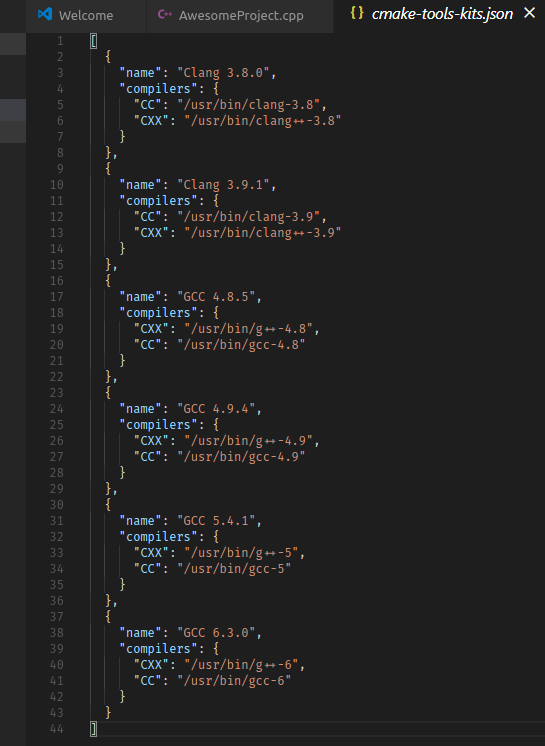 Welcome AwesomeProject.cpp cmake-tools-kits.json
1 [
2   {
3     "name": "Clang 3.8.0",
4     "compilers": {
5       "CC": "/usr/bin/clang-3.8",
6       "CXX": "/usr/bin/clang++-3.8"
7     }
8   },
9   {
10     "name": "Clang 3.9.1",
11     "compilers": {
12       "CC": "/usr/bin/clang-3.9",
13       "CXX": "/usr/bin/clang++-3.9"
14     }
15   },
16   {
17     "name": "GCC 4.8.5",
18     "compilers": {
19       "CXX": "/usr/bin/g++-4.8",
20       "CC": "/usr/bin/gcc-4.8"
21     }
22   },
23   {
24     "name": "GCC 4.9.4",
25     "compilers": {
26       "CXX": "/usr/bin/g++-4.9",
27       "CC": "/usr/bin/gcc-4.9"
28     }
29   },
30   {
31     "name": "GCC 5.4.1",
32     "compilers": {
33       "CXX": "/usr/bin/g++-5",
34       "CC": "/usr/bin/gcc-5"
35     }
36   },
37   {
38     "name": "GCC 6.3.0",
39     "compilers": {
40       "CXX": "/usr/bin/g++-6",
41       "CC": "/usr/bin/gcc-6"
42     }
43   }
44 ]